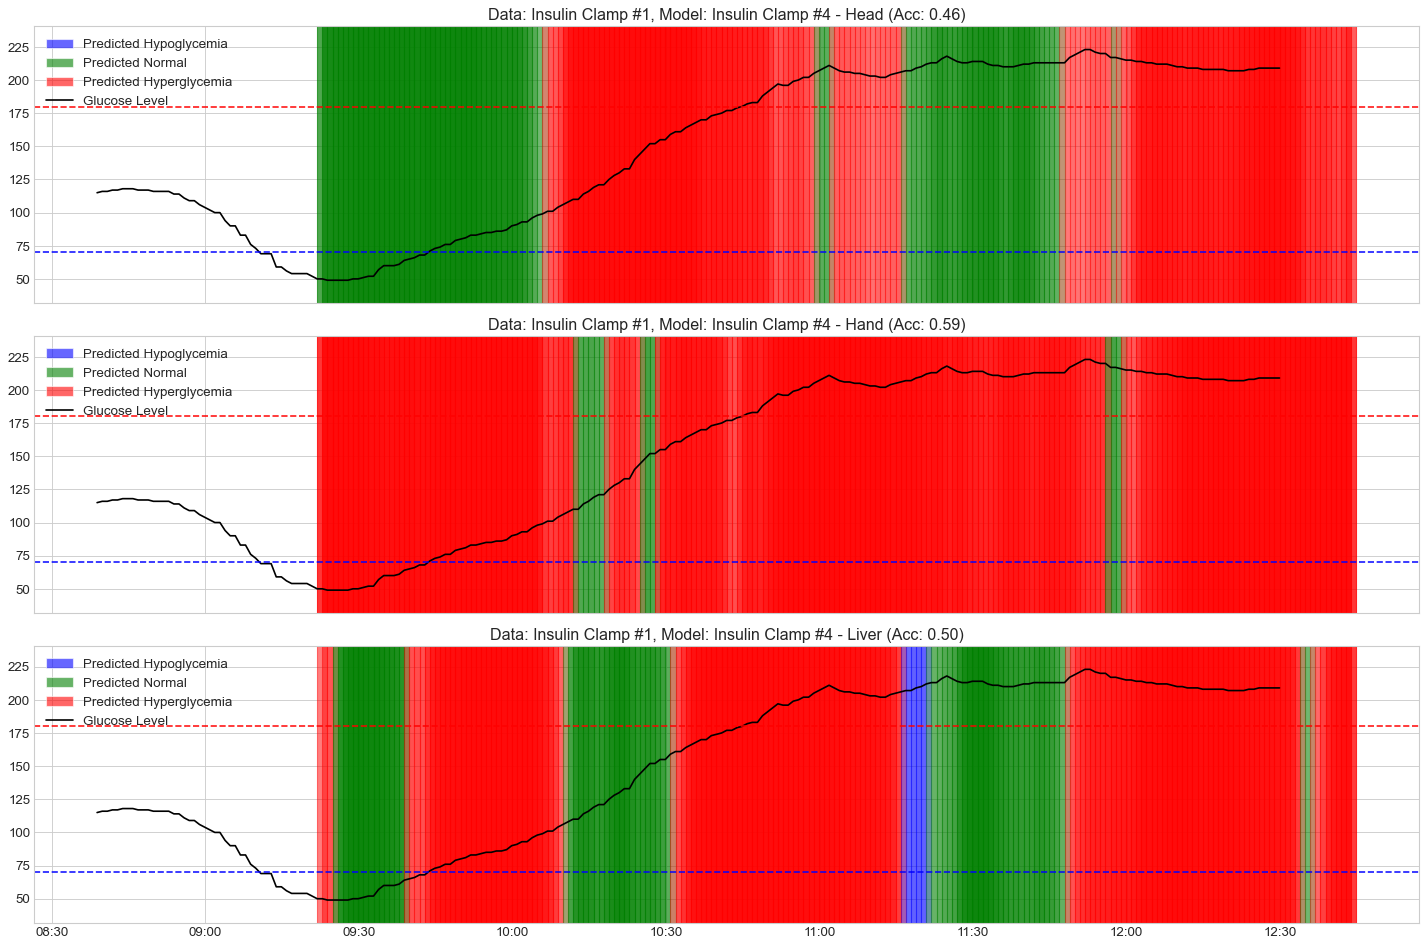 Data: Insulin Clamp #1, Model: Insulin Clamp #4 - Head (Acc: 0.46)
Predicted Hypoglycemia
Predicted Normal
Predicted Hyperglycemia
Glucose Level
225
200
175
150
125
100
75
50
Data: Insulin Clamp #1, Model: Insulin Clamp #4 - Hand (Acc: 0.59)
Predicted Hypoglycemia
Predicted Normal
Predicted Hyperglycemia
Glucose Level
225
200
175
150
125
100
75
50
Data: Insulin Clamp #1, Model: Insulin Clamp #4 - Liver (Acc: 0.50)
Predicted Hypoglycemia
Predicted Normal
Predicted Hyperglycemia
Glucose Level
225
200
175
150
125
100
75
50
08:30 09:00 09:30 10:00 10:30 11:00 11:30 12:00 12:30